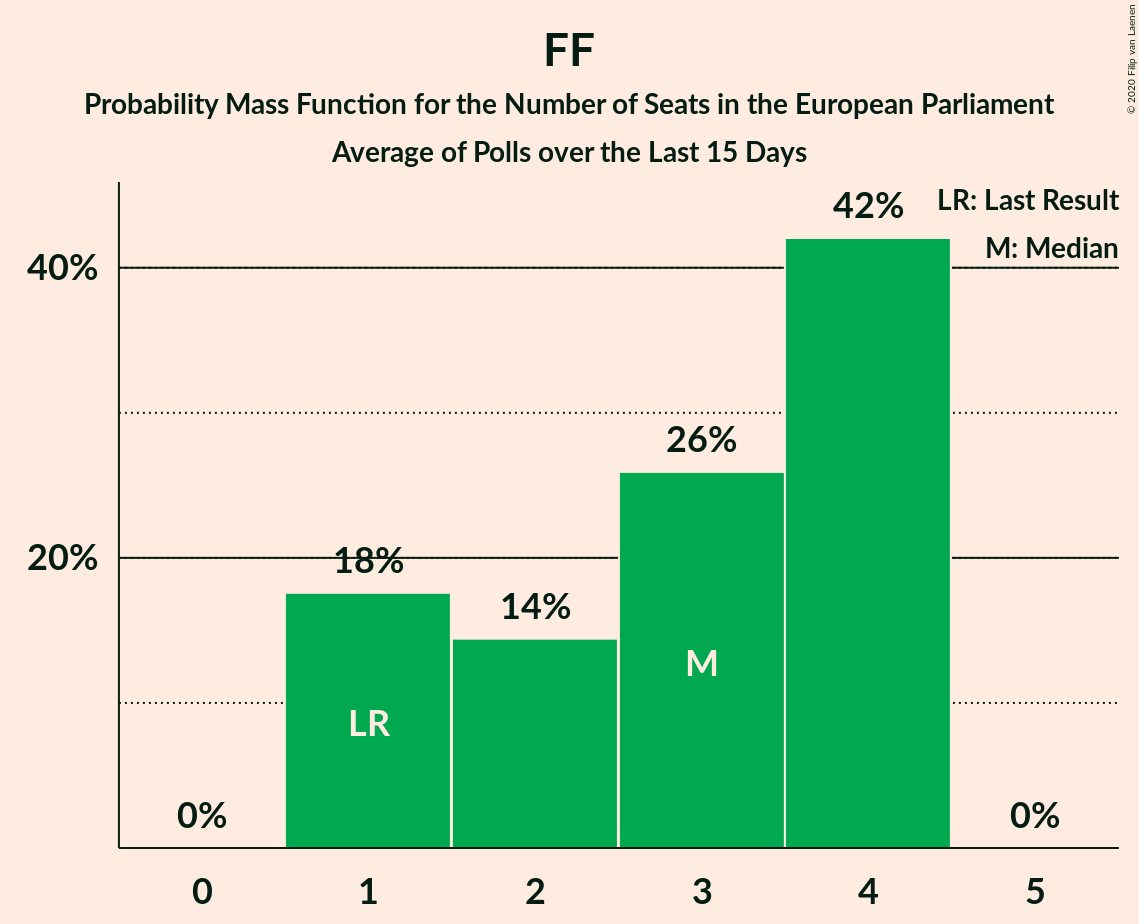 FF
Probability Mass Function for the Number of Seats in the European Parliament
Average of Polls over the Last 15 Days
© 2020 Filip van Laenen
LR: Last Result
M: Median
40%
20%
0%
18%
14%
26%
42%
0%
LR
M
0 1 2 3 4 5